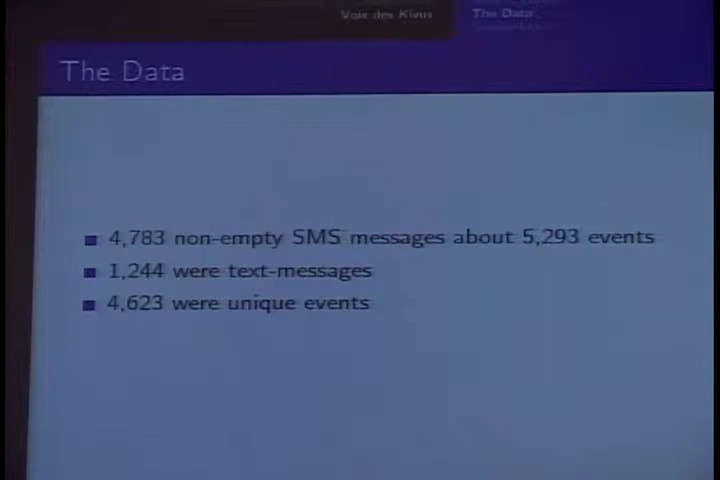 Voix des Kivus
The Data
The Data
4,783 non-empty SMS messages about 5,293 events
1,244 were text-messages
4,623 were unique events